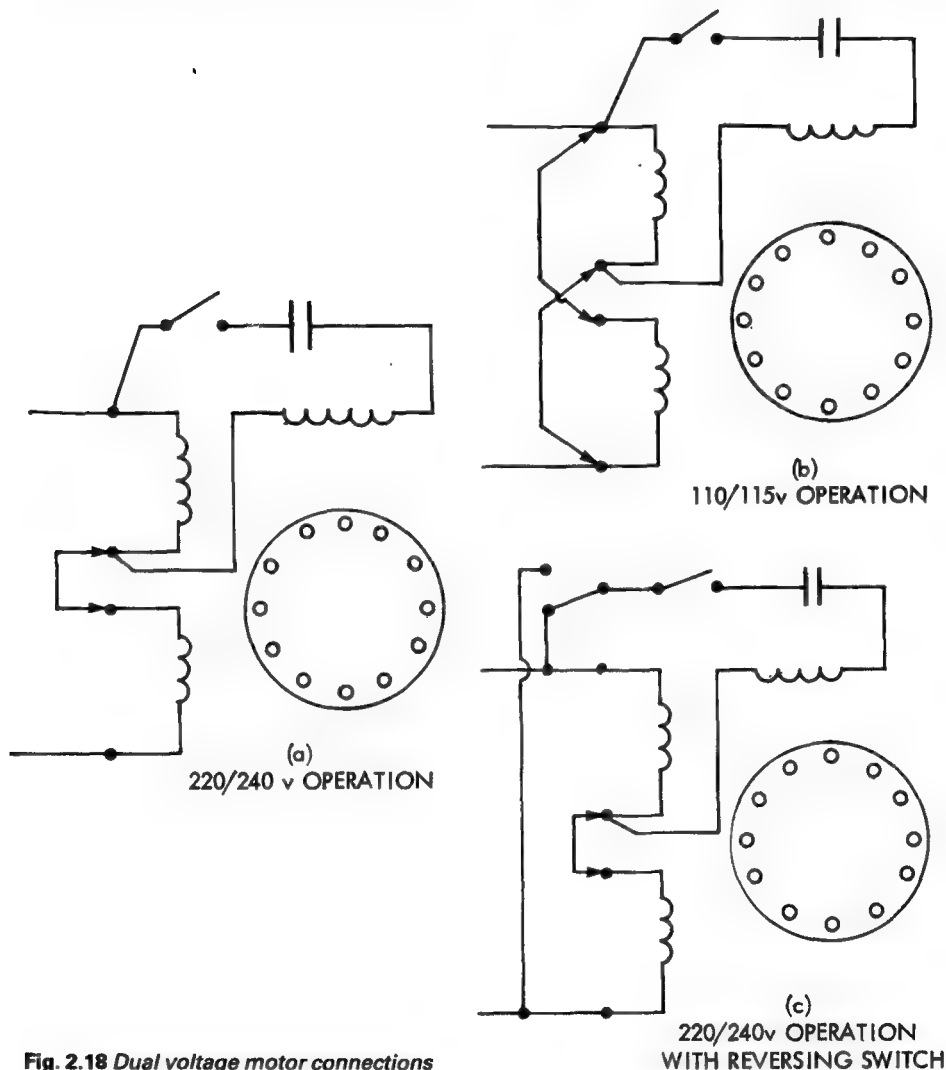 (b)
110/115v OPERATION
(a)
220/240 v OPERATION
(c)
220/240v OPERATION
WITH REVERSING SWITCH
Fig. 2.18 Dual voltage motor connections